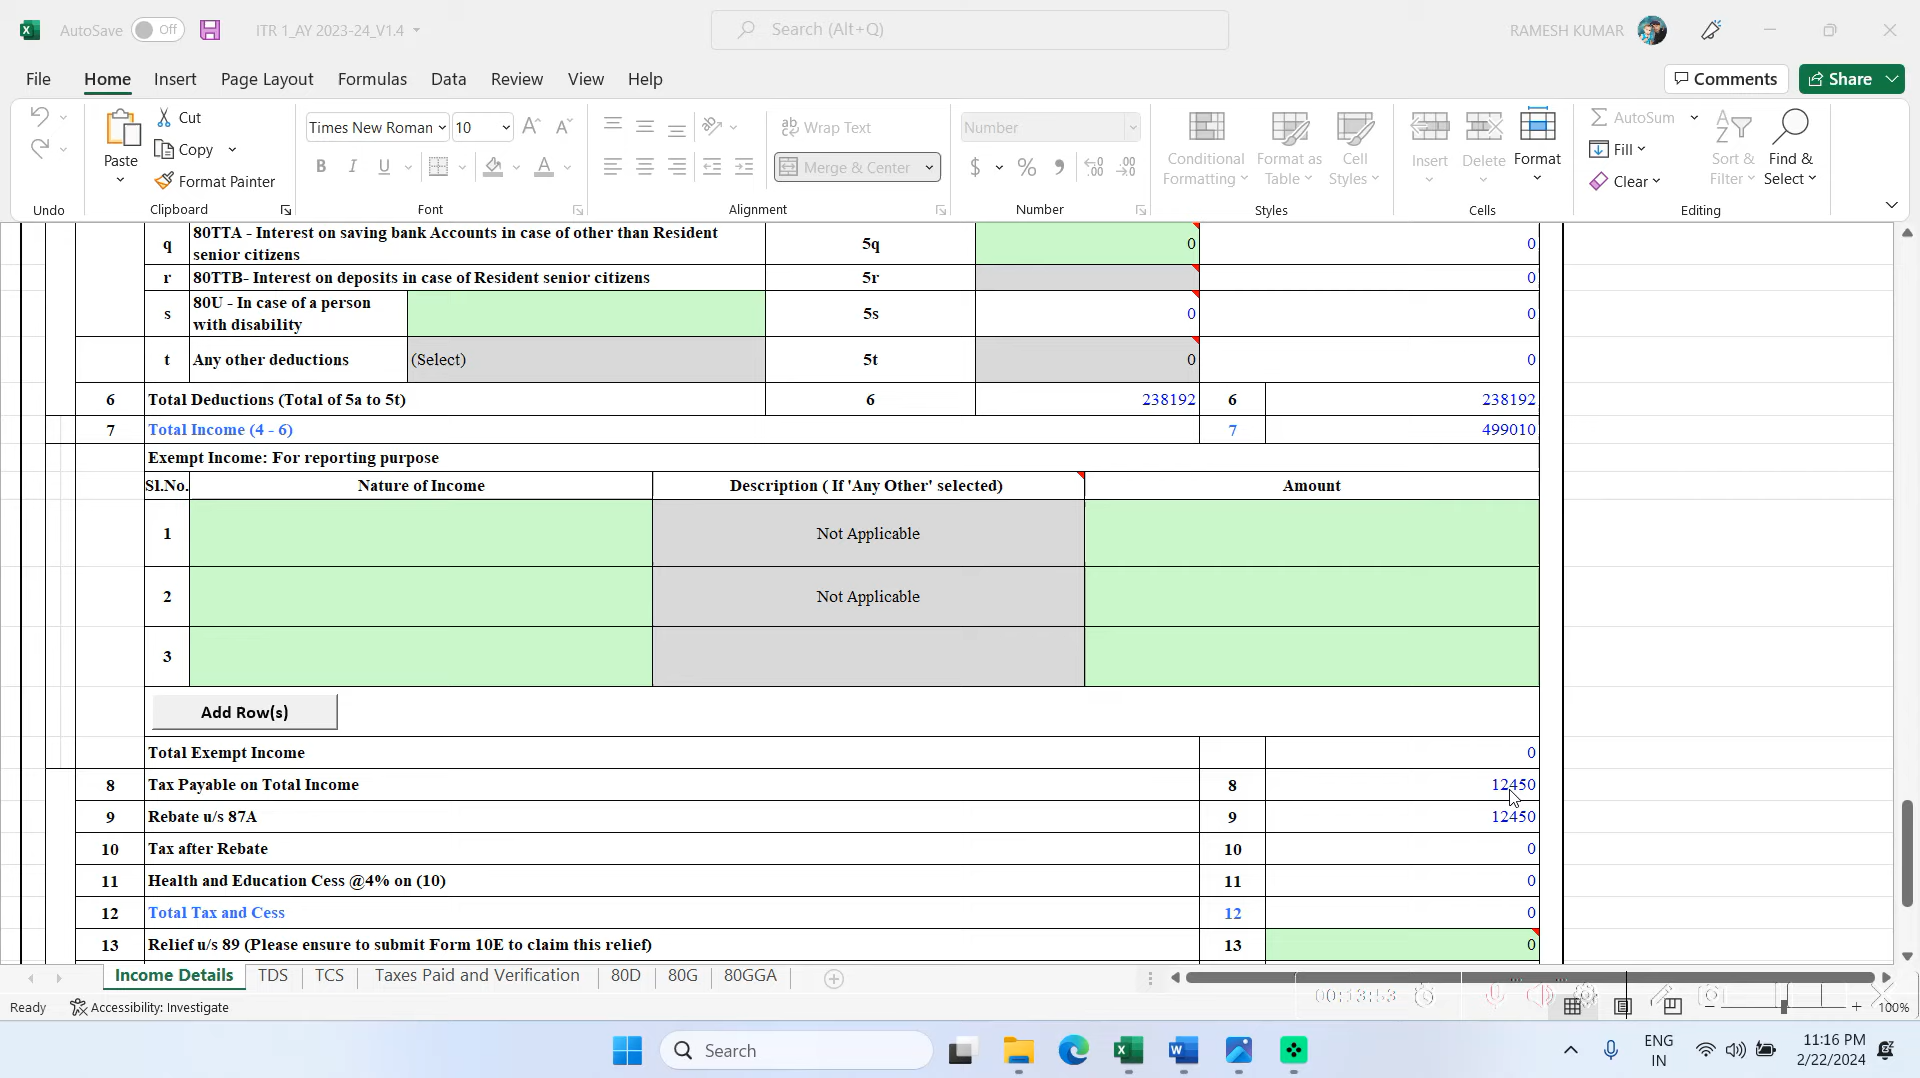 AutoSave Off ITR 1_AY 2023-24_V1.4 Search (Alt+Q) RAMESH KUMAR
File Home Insert Page Layout Formulas Data Review View Help Comments Share
Cut
Copy
Format Painter
Paste
Undo
Clipboard
Times New Roman 10
B I U
Font
Wrap Text
Merge & Center
Alignment
Number
$ %
Number
Conditional Formatting
Format as Table
Cell Styles
Styles
Insert
Delete
Format
Cells
AutoSum
Fill
Clear
Sort & Filter
Find & Select
Editing
q 80TTA - Interest on saving bank Accounts in case of other than Resident senior citizens 5q 0 0
r 80TTB- Interest on deposits in case of Resident senior citizens 5r 0
s 80U - In case of a person with disability 5s 0 0
t Any other deductions (Select) 5t 0 0
6 Total Deductions (Total of 5a to 5t) 6 238192 6 238192
7 Total Income (4 - 6) 7 499010
Exempt Income: For reporting purpose
Sl.No. Nature of Income Description ( If 'Any Other' selected) Amount
1 Not Applicable
2 Not Applicable
3
Add Row(s)
Total Exempt Income 0
8 Tax Payable on Total Income 8 12450
9 Rebate u/s 87A 9 12450
10 Tax after Rebate 10 0
11 Health and Education Cess @4% on (10) 11 0
12 Total Tax and Cess 12 0
13 Relief u/s 89 (Please ensure to submit Form 10E to claim this relief) 13 0
Income Details TDS TCS Taxes Paid and Verification 80D 80G 80GGA
Ready Accessibility: Investigate 00:13:53 100%
Search
ENG IN
11:16 PM
2/22/2024